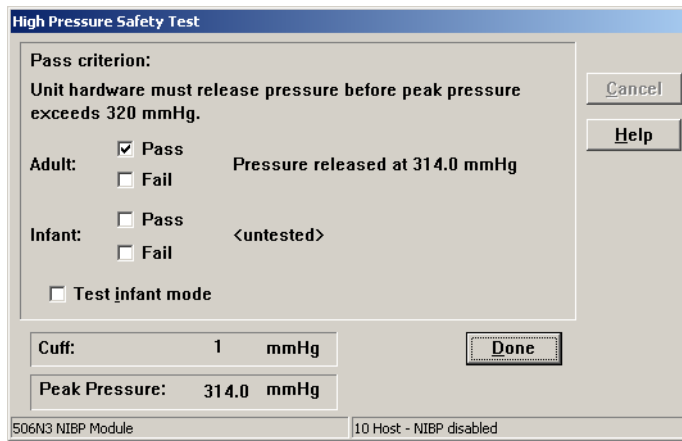 High Pressure Safety Test
Pass criterion:
Unit hardware must release pressure before peak pressure
exceeds 320 mmHg.
Cancel
Help
Pass
Adult: Pressure released at 314.0 mmHg
Fail
Pass
Infant: <untested>
Fail
Test infant mode
Cuff: 1 mmHg
Done
Peak Pressure: 314.0 mmHg
506N3 NIBP Module 10 Host - NIBP disabled